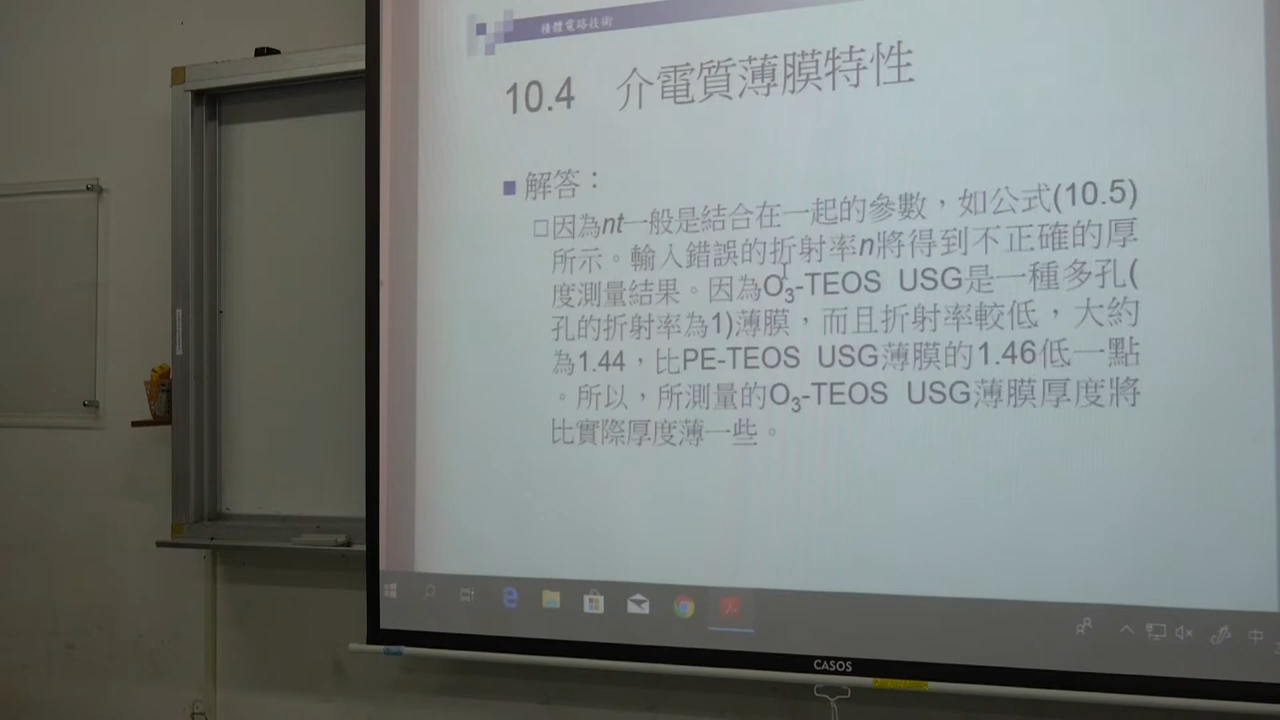 積體電路技術
10.4 介電質薄膜特性
解答：
因為nt一般是結合在一起的參數，如公式(10.5)
所示。輸入錯誤的折射率n將得到不正確的厚
度測量結果。因為O3-TEOS USG是一種多孔(
孔的折射率為1)薄膜，而且折射率較低，大約
為1.44，比PE-TEOS USG薄膜的1.46低一點
。所以，所測量的O3-TEOS USG薄膜厚度將
比實際厚度薄一些。
中
CASOS